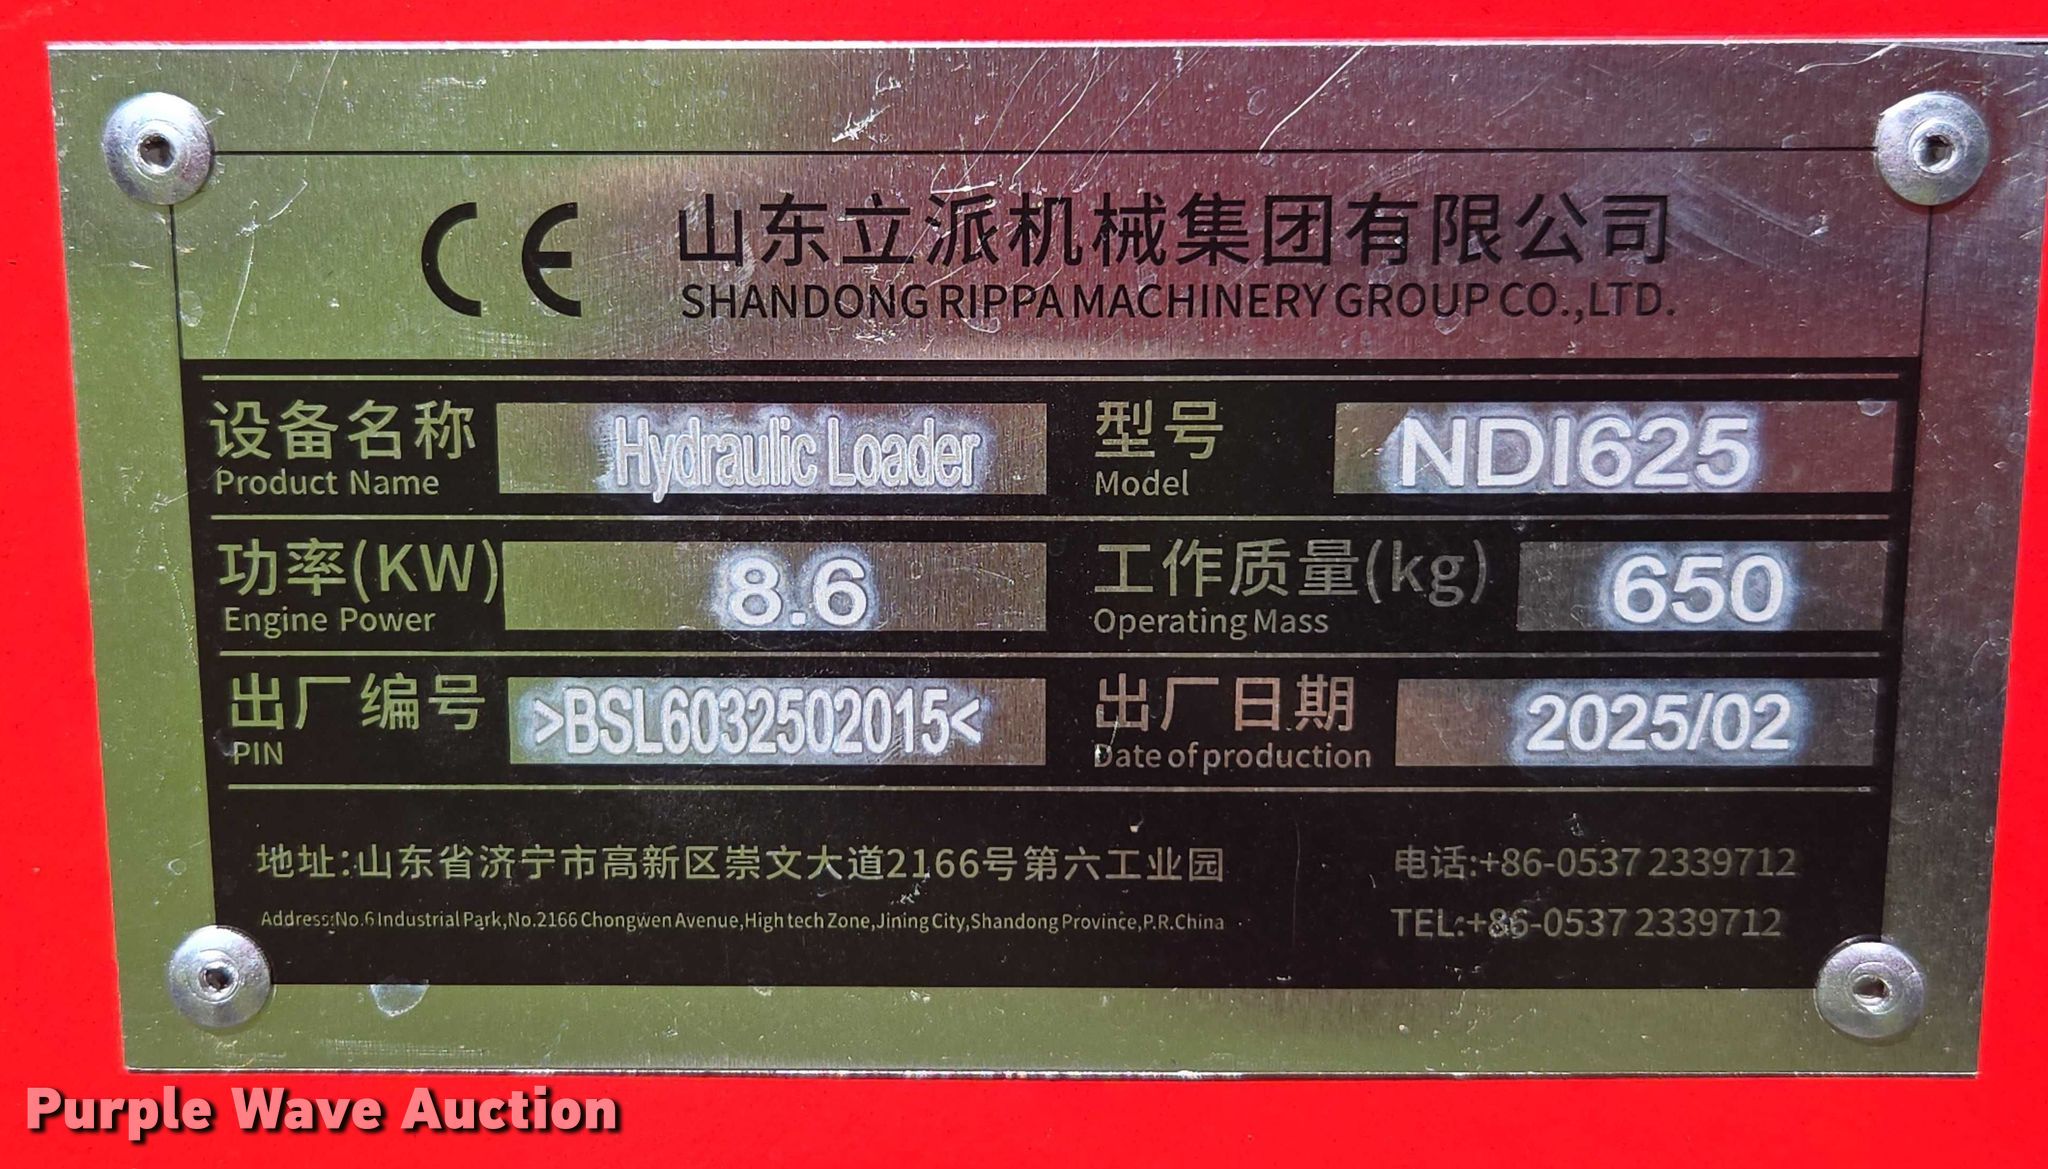 CE 山东立派机械集团有限公司
SHANDONG RIPPA MACHINERY GROUP CO.,LTD.
设备名称 Hydraulic Loader 型号 NDI625
Product Name Model
功率(KW) 8.6 工作质量(kg) 650
Engine Power Operating Mass
出厂编号 >BSL6032502015< 出厂日期 2025/02
PIN Date of production
地址:山东省济宁市高新区崇文大道2166号第六工业园 电话:+86-0537 2339712
Address:No.6 Industrial Park,No.2166 Chongwen Avenue,High tech Zone,Jining City,Shandong Province,P.R.China TEL:+86-0537 2339712
Purple Wave Auction